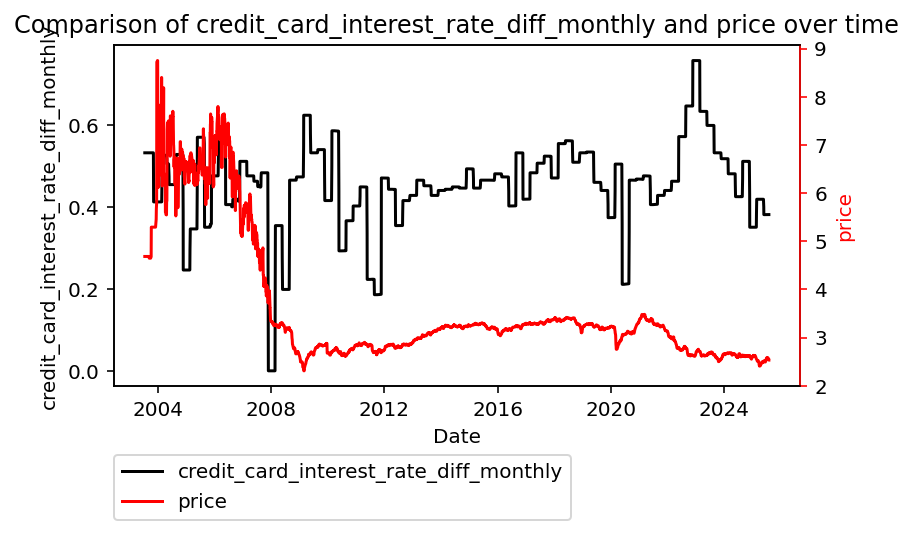 Comparison of credit_card_interest_rate_diff_monthly and price over time
credit_card_interest_rate_diff_monthly
0.6
0.4
0.2
0.0
9
8
7
6
5
4
3
2
price
2004 2008 2012 2016 2020 2024
Date
credit_card_interest_rate_diff_monthly
price